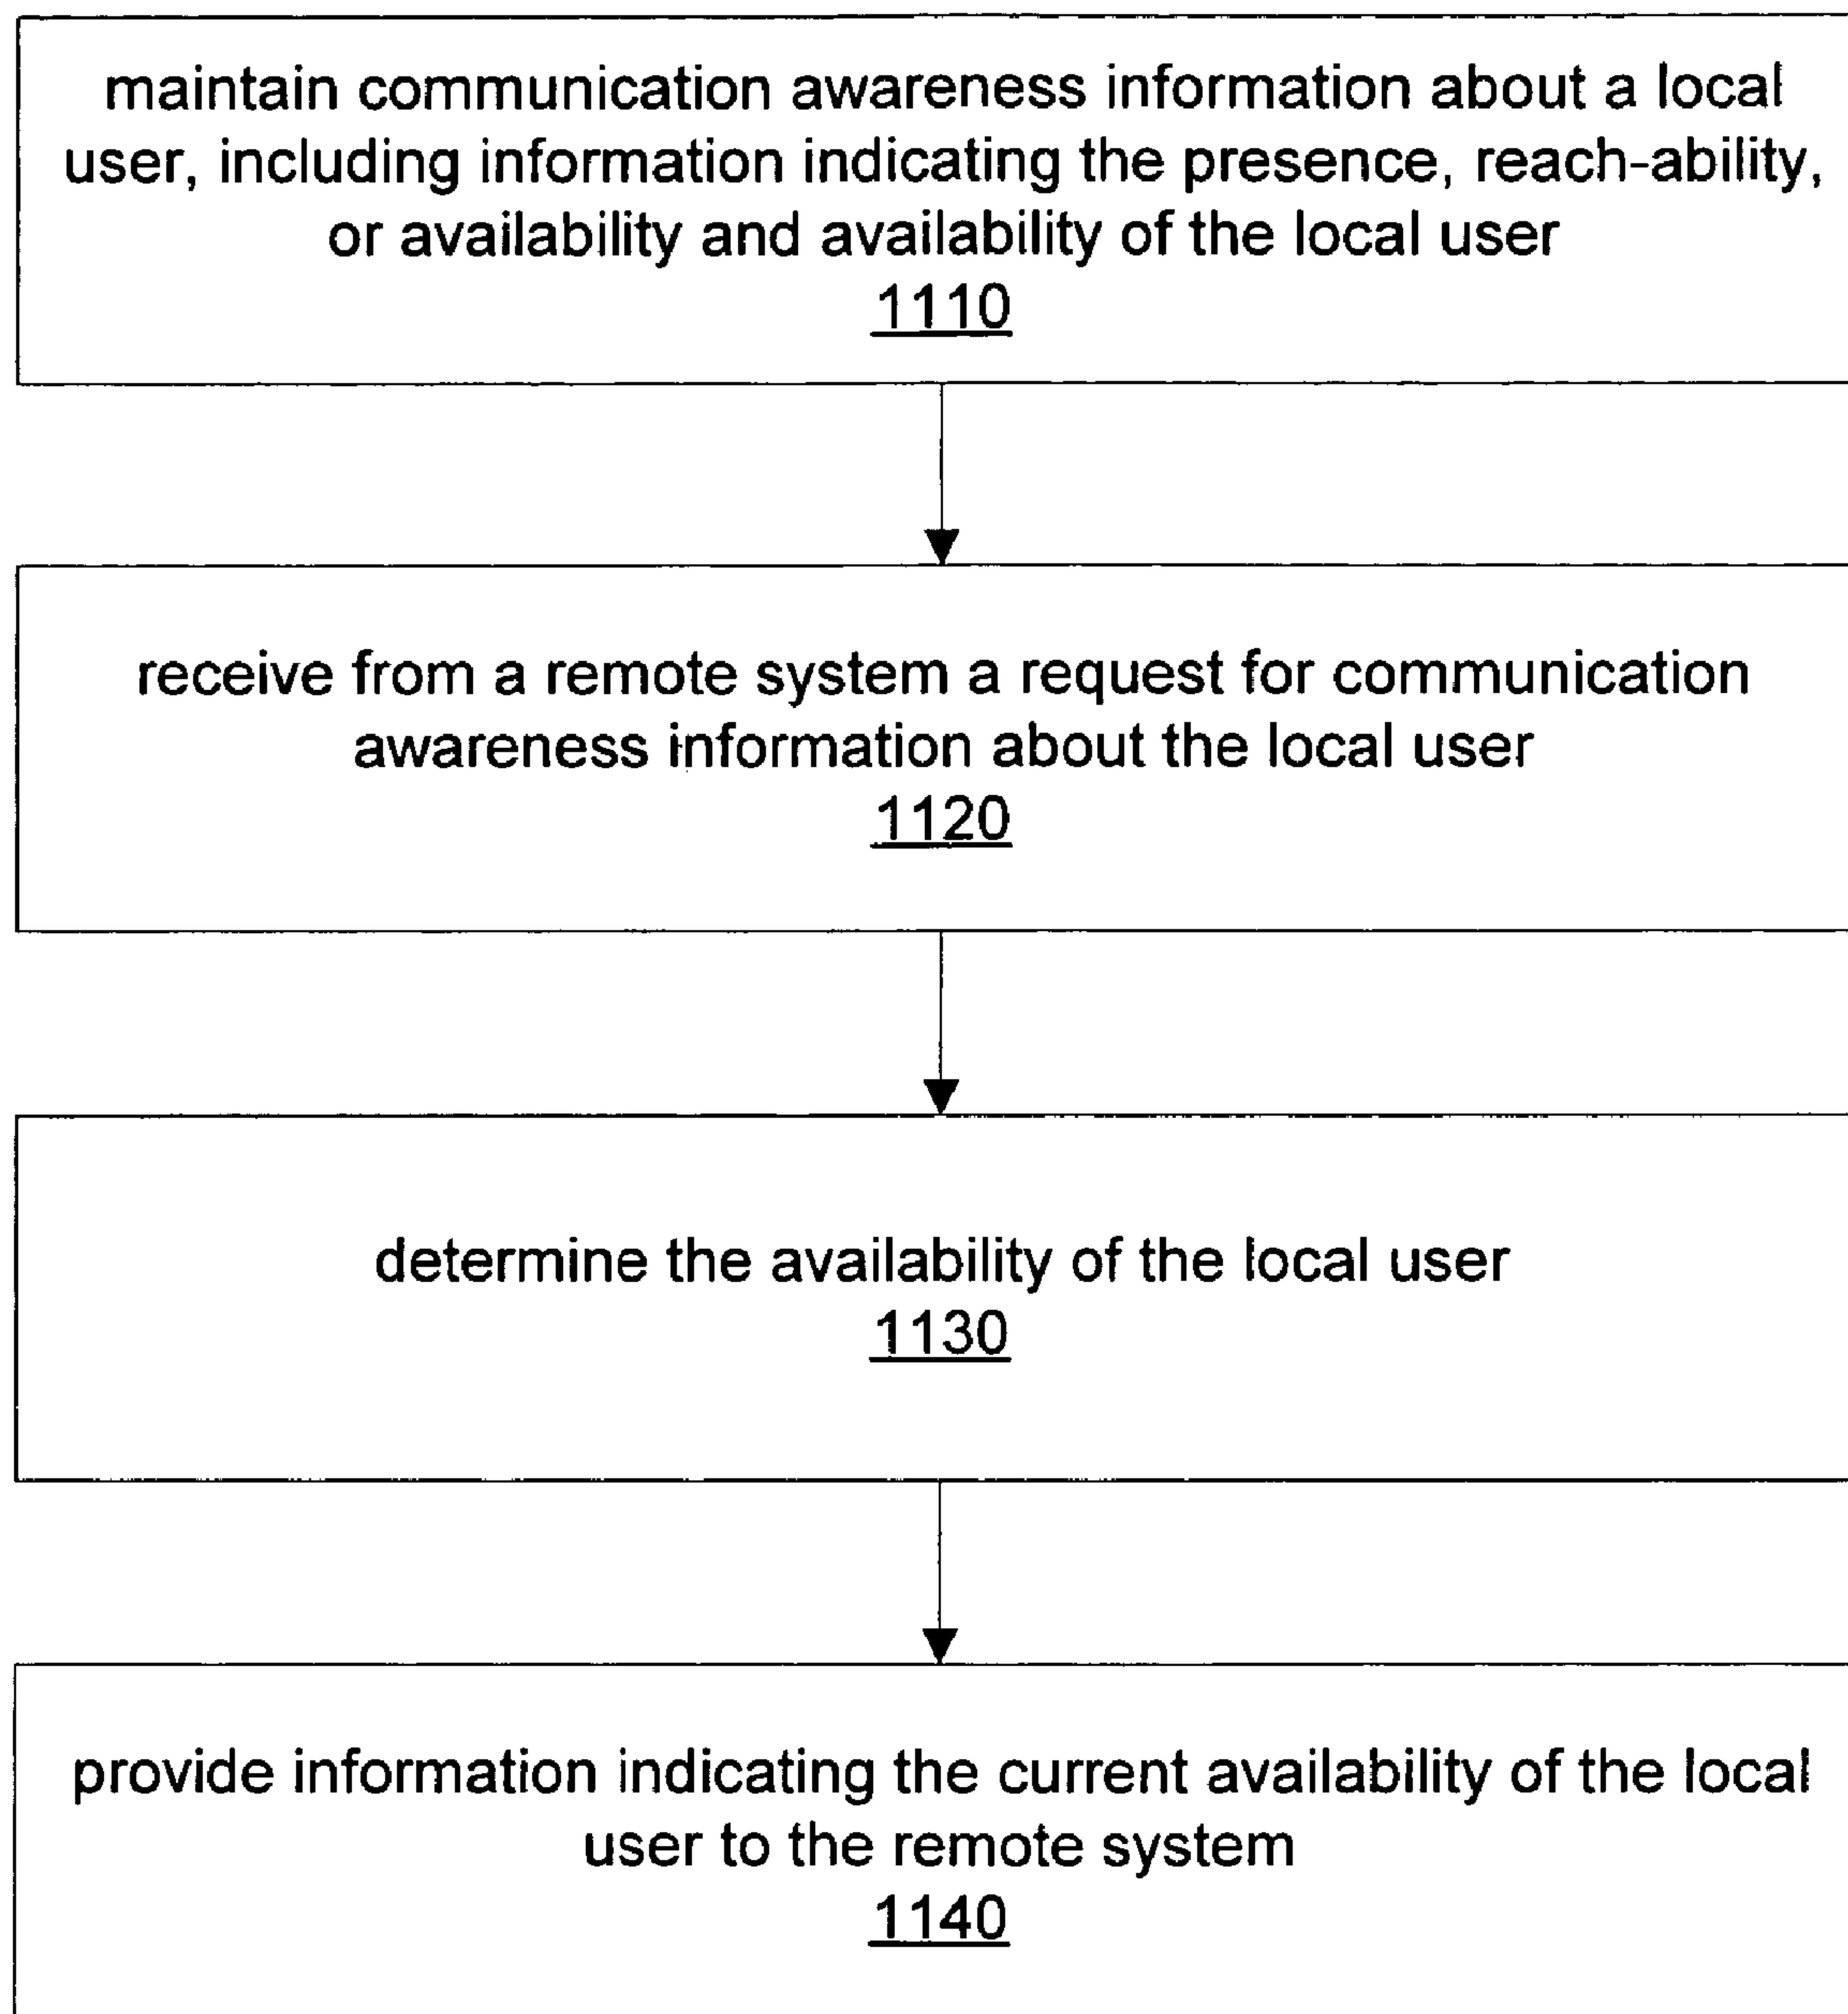 maintain communication awareness information about a local
user, including information indicating the presence, reach-ability,
or availability and availability of the local user
1110
receive from a remote system a request for communication
awareness information about the local user
1120
determine the availability of the local user
1130
provide information indicating the current availability of the local
user to the remote system
1140